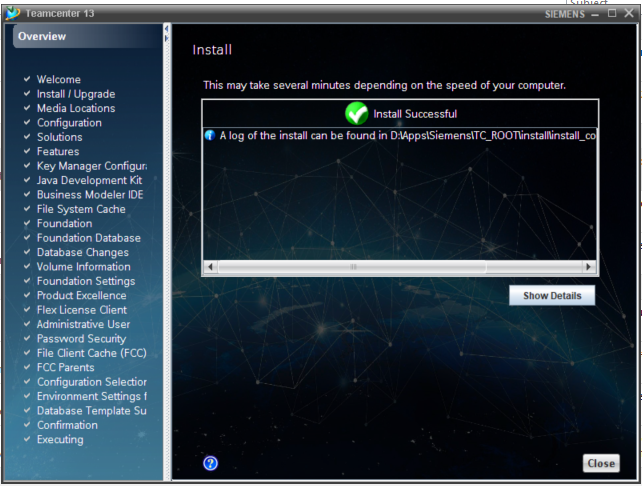 Subject
Teamcenter 13
SIEMENS
Overview
Welcome
Install / Upgrade
Media Locations
Configuration
Solutions
Features
Key Manager Configur
Java Development Kit
Business Modeler IDE
File System Cache
Foundation
Foundation Database
Database Changes
Volume Information
Foundation Settings
Product Excellence
Flex License Client
Administrative User
Password Security
File Client Cache (FCC)
FCC Parents
Configuration Selection
Environment Settings f
Database Template Su
Confirmation
Executing
Install
This may take several minutes depending on the speed of your computer.
Install Successful
A log of the install can be found in D:\Apps\Siemens\TC_ROOT\install\install_co
Show Details
Close